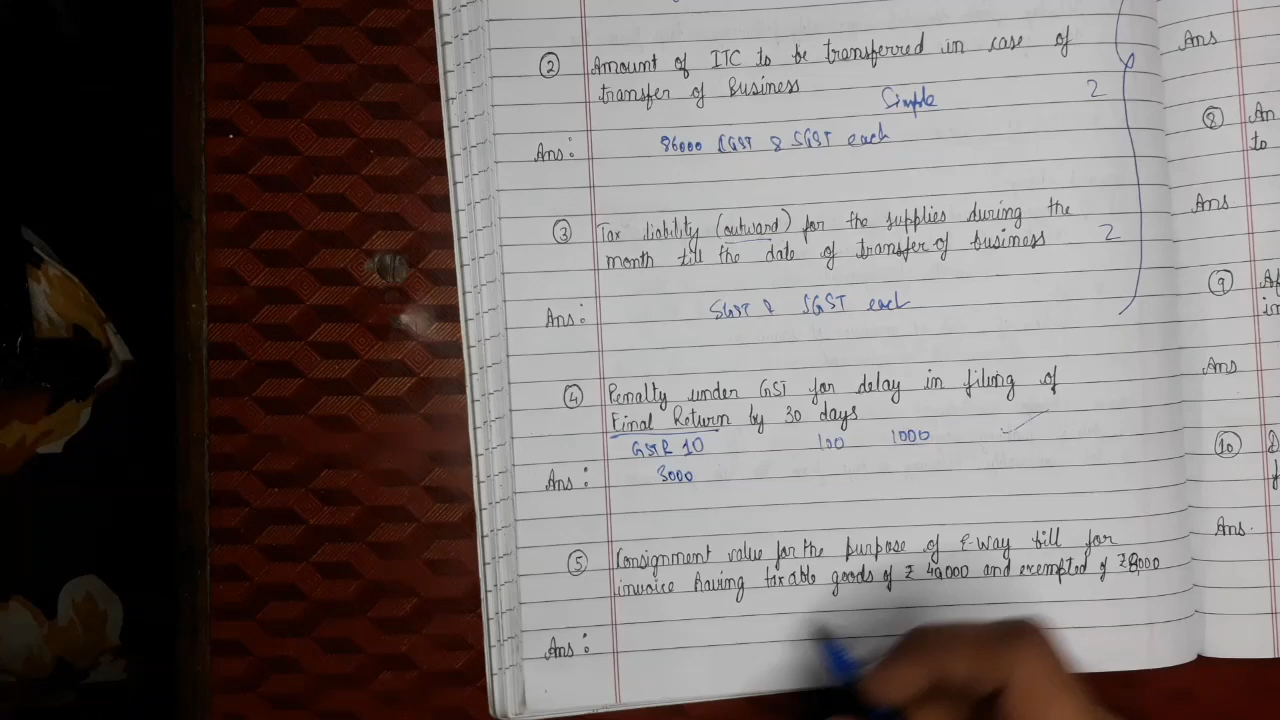 ② Amount of ITC to be transferred in case of
transfer of Business
Simple 2
Ans: 86000 CGST & SGST each
③ Tax liability (outward) for the supplies during the
month till the date of transfer of business 2
Ans: SGST & SGST each
④ Penalty under GST for delay in filing of
Final Return by 30 days
GSTR 10 100 1000
Ans: 3000
⑤ Consignment value for the purpose of E-Way bill for
invoice having taxable goods of ₹ 40000 and exempted of ₹8,000
Ans:
Ans
⑧ An
to
Ans
⑨
Ans
⑩
Ans.